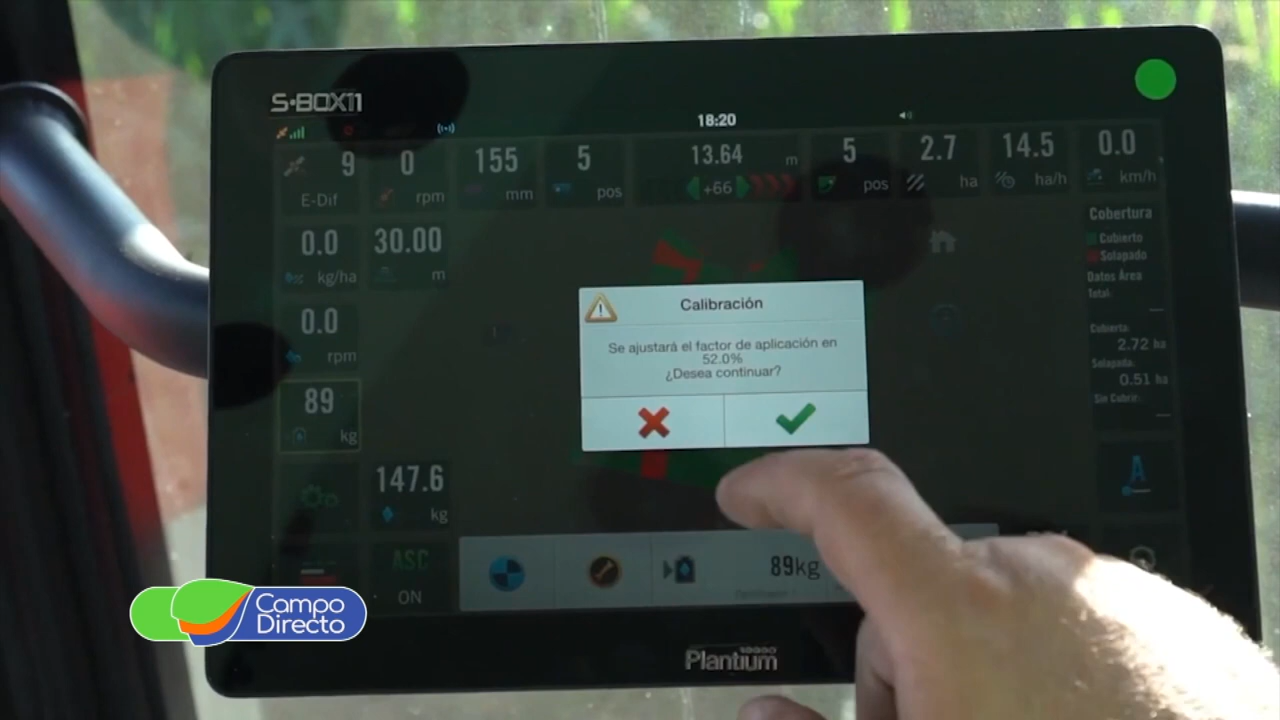 S-BOX11
18:20
9
E-Dif
0
rpm
155
mm
5
pos
13.64 m
+66
5
pos
2.7
ha
14.5
ha/h
0.0
km/h
0.0
kg/ha
30.00
m
0.0
rpm
89
kg
147.6
kg
ASC
ON
Cobertura
Cubierto
Solapado
Datos Área
Total:
Cubierta:
2.72 ha
Solapada:
0.51 ha
Sin Cubrir:
A
Calibración
Se ajustará el factor de aplicación en
52.0%
¿Desea continuar?
89kg
Campo
Directo
Plantium